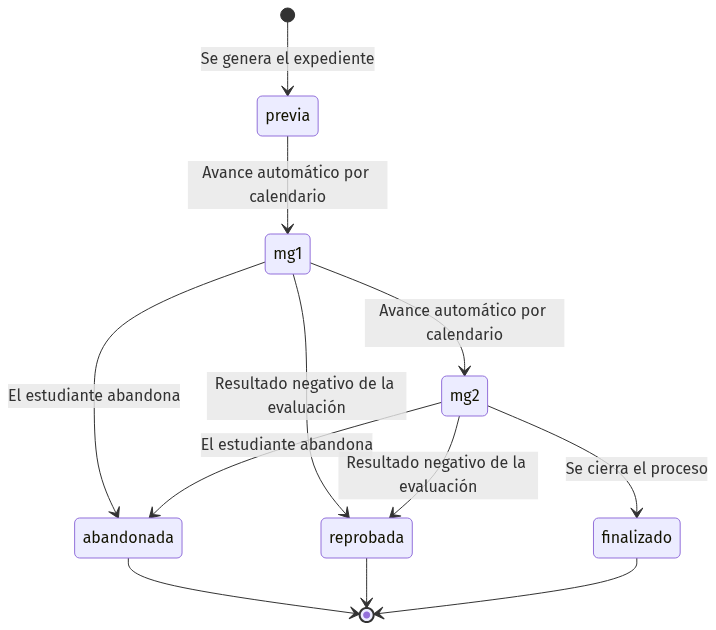 Se genera el expediente
previa
Avance automático por
calendario
mg1
Avance automático por
calendario
El estudiante abandona
Resultado negativo de la
evaluación
mg2
El estudiante abandona
Resultado negativo de la
evaluación
Se cierra el proceso
abandonada
reprobada
finalizado